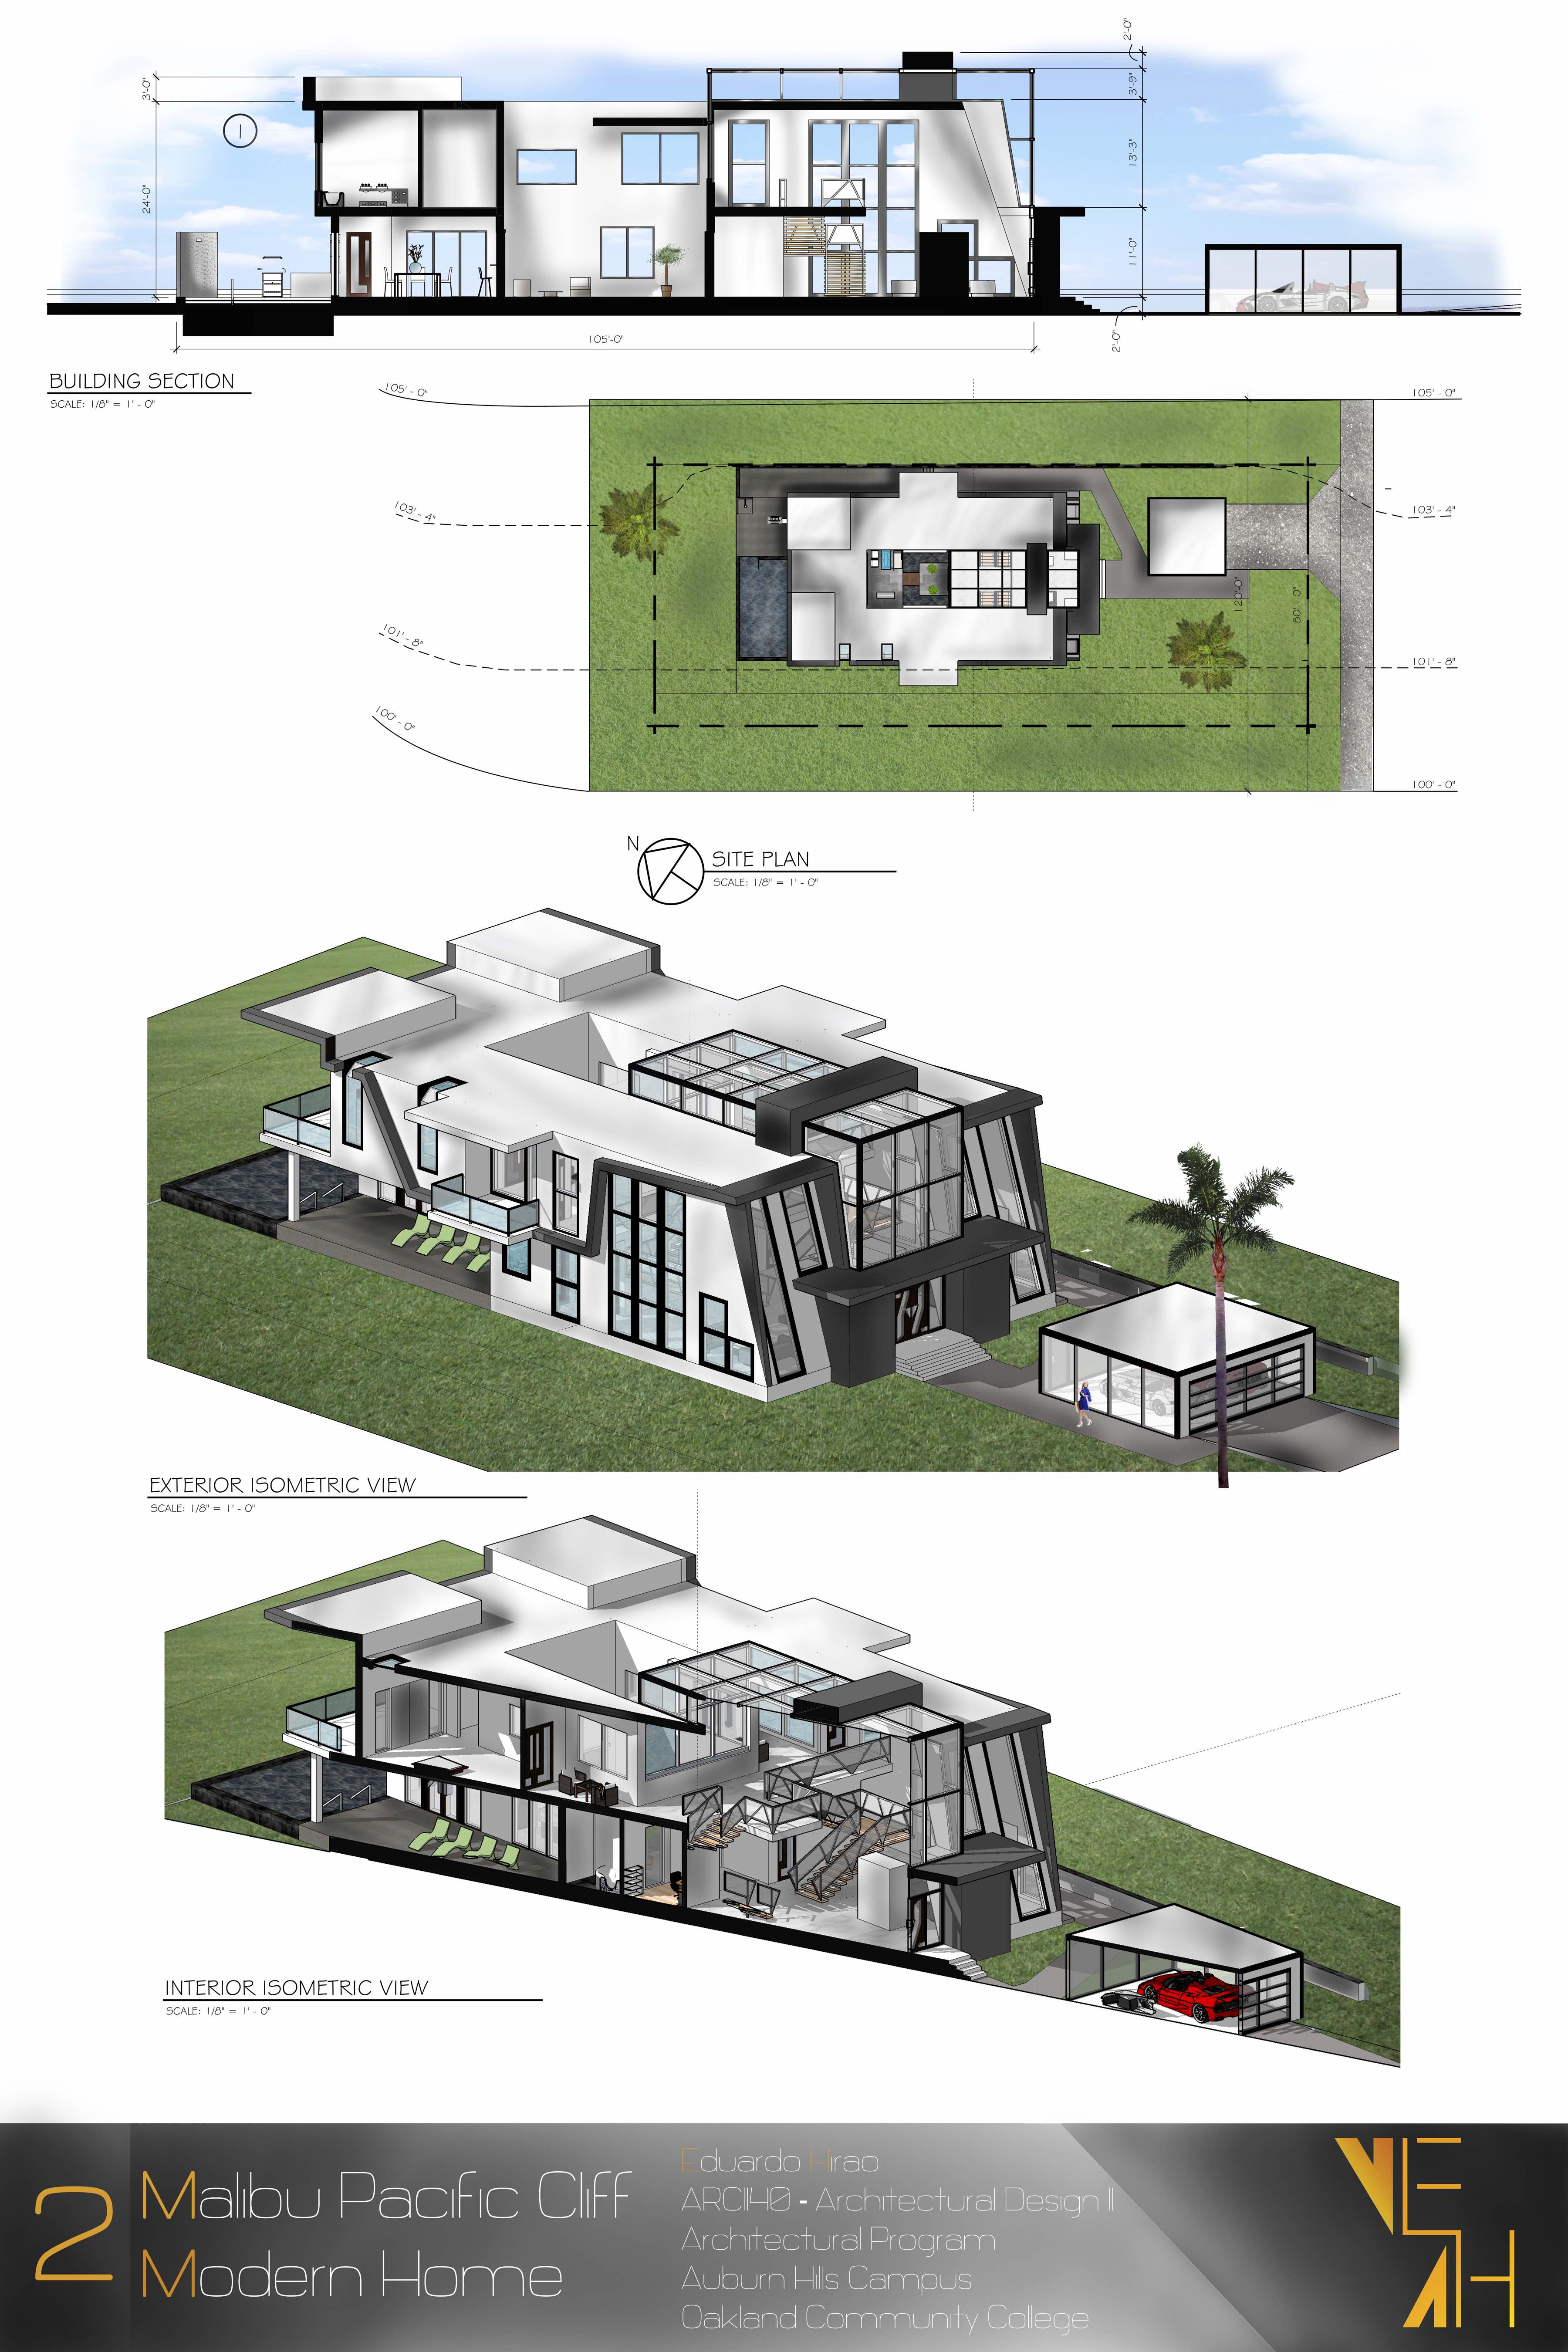 2'-0"
3'-0"
3'-9"
1
13'-3"
24'-0"
11'-0"
2'-0"
105'-0"
BUILDING SECTION
SCALE: 1/8" = 1' - 0"
105' - 0"
105' - 0"
103' - 4"
103' - 4"
120'- 0"
80' - 0"
101' - 8"
101' - 8"
100' - 0"
100' - 0"
N
SITE PLAN
SCALE: 1/8" = 1' - 0"
EXTERIOR ISOMETRIC VIEW
SCALE: 1/8" = 1' - 0"
INTERIOR ISOMETRIC VIEW
SCALE: 1/8" = 1' - 0"
2
Malibu Pacific Cliff
Modern Home
Eduardo Hirao
ARC1140 - Architectural Design II
Architectural Program
Auburn Hills Campus
Oakland Community College
E
H